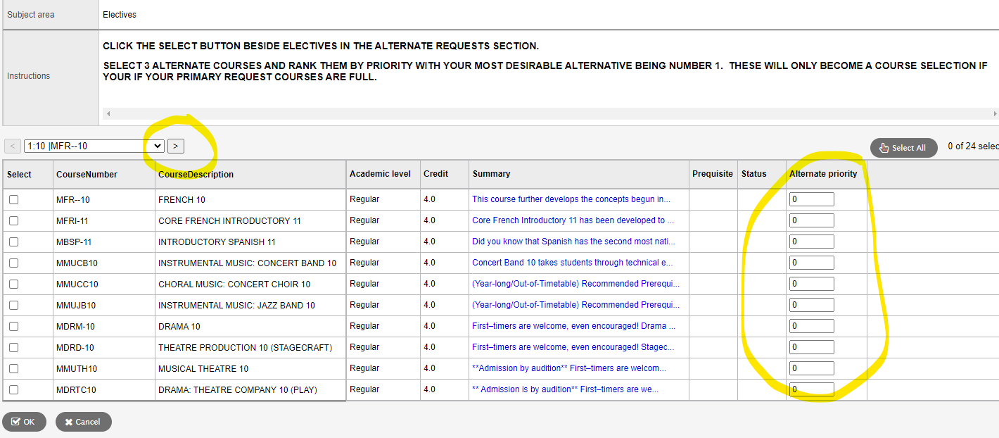 Subject area Electives
CLICK THE SELECT BUTTON BESIDE ELECTIVES IN THE ALTERNATE REQUESTS SECTION.
Instructions
SELECT 3 ALTERNATE COURSES AND RANK THEM BY PRIORITY WITH YOUR MOST DESIRABLE ALTERNATIVE BEING NUMBER 1.  THESE WILL ONLY BECOME A COURSE SELECTION IF
YOUR IF YOUR PRIMARY REQUEST COURSES ARE FULL.
< 1:10 |MFR--10 > Select All 0 of 24 selec
Select CourseNumber CourseDescription Academic level Credit Summary Prequisite Status Alternate priority
MFR--10 FRENCH 10 Regular 4.0 This course further develops the concepts begun in... 0
MFRI-11 CORE FRENCH INTRODUCTORY 11 Regular 4.0 Core French Introductory 11 has been developed to ... 0
MBSP-11 INTRODUCTORY SPANISH 11 Regular 4.0 Did you know that Spanish has the second most nati... 0
MMUCB10 INSTRUMENTAL MUSIC: CONCERT BAND 10 Regular 4.0 Concert Band 10 takes students through technical e... 0
MMUCC10 CHORAL MUSIC: CONCERT CHOIR 10 Regular 4.0 (Year-long/Out-of-Timetable) Recommended Prerequi... 0
MMUJB10 INSTRUMENTAL MUSIC: JAZZ BAND 10 Regular 4.0 (Year-long/Out-of-Timetable) Recommended Prerequi... 0
MDRM-10 DRAMA 10 Regular 4.0 First–timers are welcome, even encouraged! Drama ... 0
MDRD-10 THEATRE PRODUCTION 10 (STAGECRAFT) Regular 4.0 First–timers are welcome, even encouraged! Stagec... 0
MMUTH10 MUSICAL THEATRE 10 Regular 4.0 **Admission by audition** First–timers are welcom... 0
MDRTC10 DRAMA: THEATRE COMPANY 10 (PLAY) Regular 4.0 ** Admission is by audition** First–timers are we... 0
OK Cancel